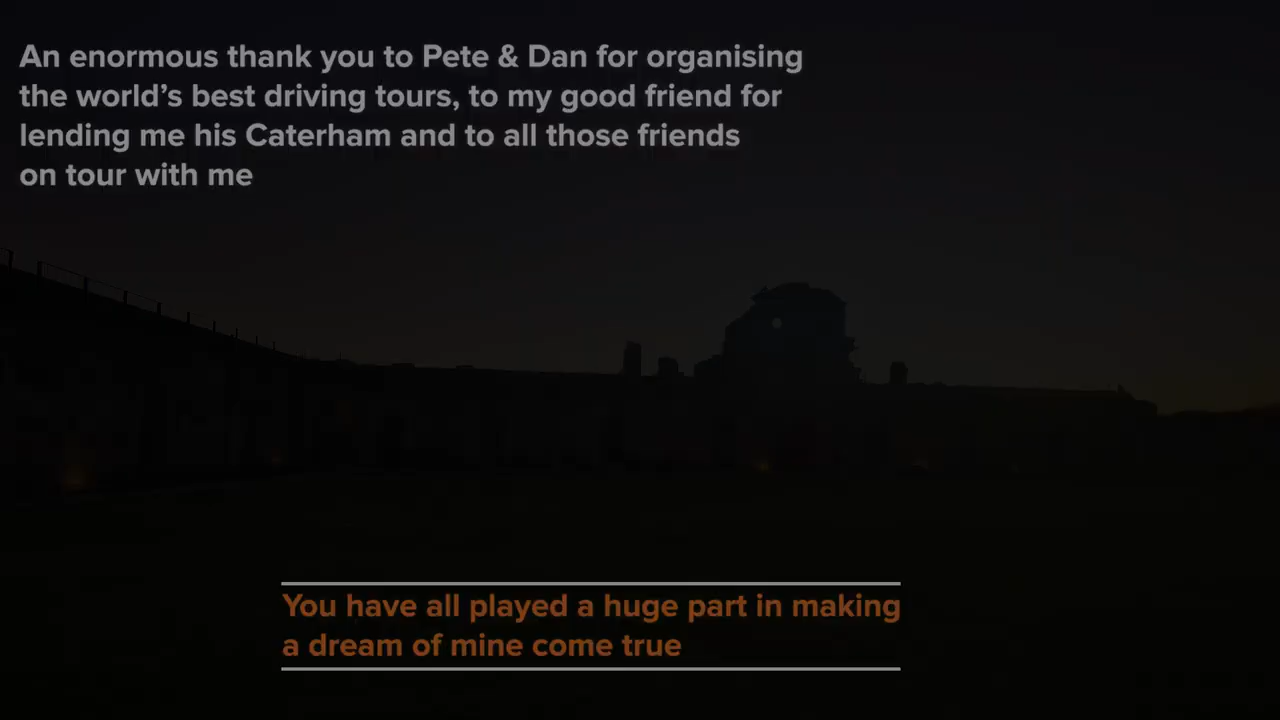 An enormous thank you to Pete & Dan for organising
the world’s best driving tours, to my good friend for
lending me his Caterham and to all those friends
on tour with me
You have all played a huge part in making
a dream of mine come true